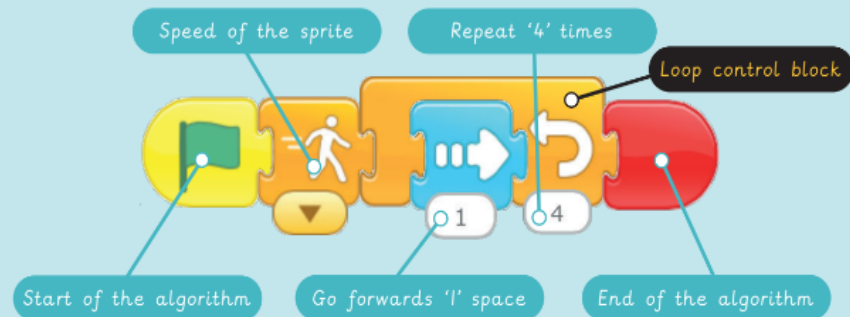 Speed of the sprite
Repeat '4' times
Loop control block
1
4
Start of the algorithm
Go forwards '1' space
End of the algorithm